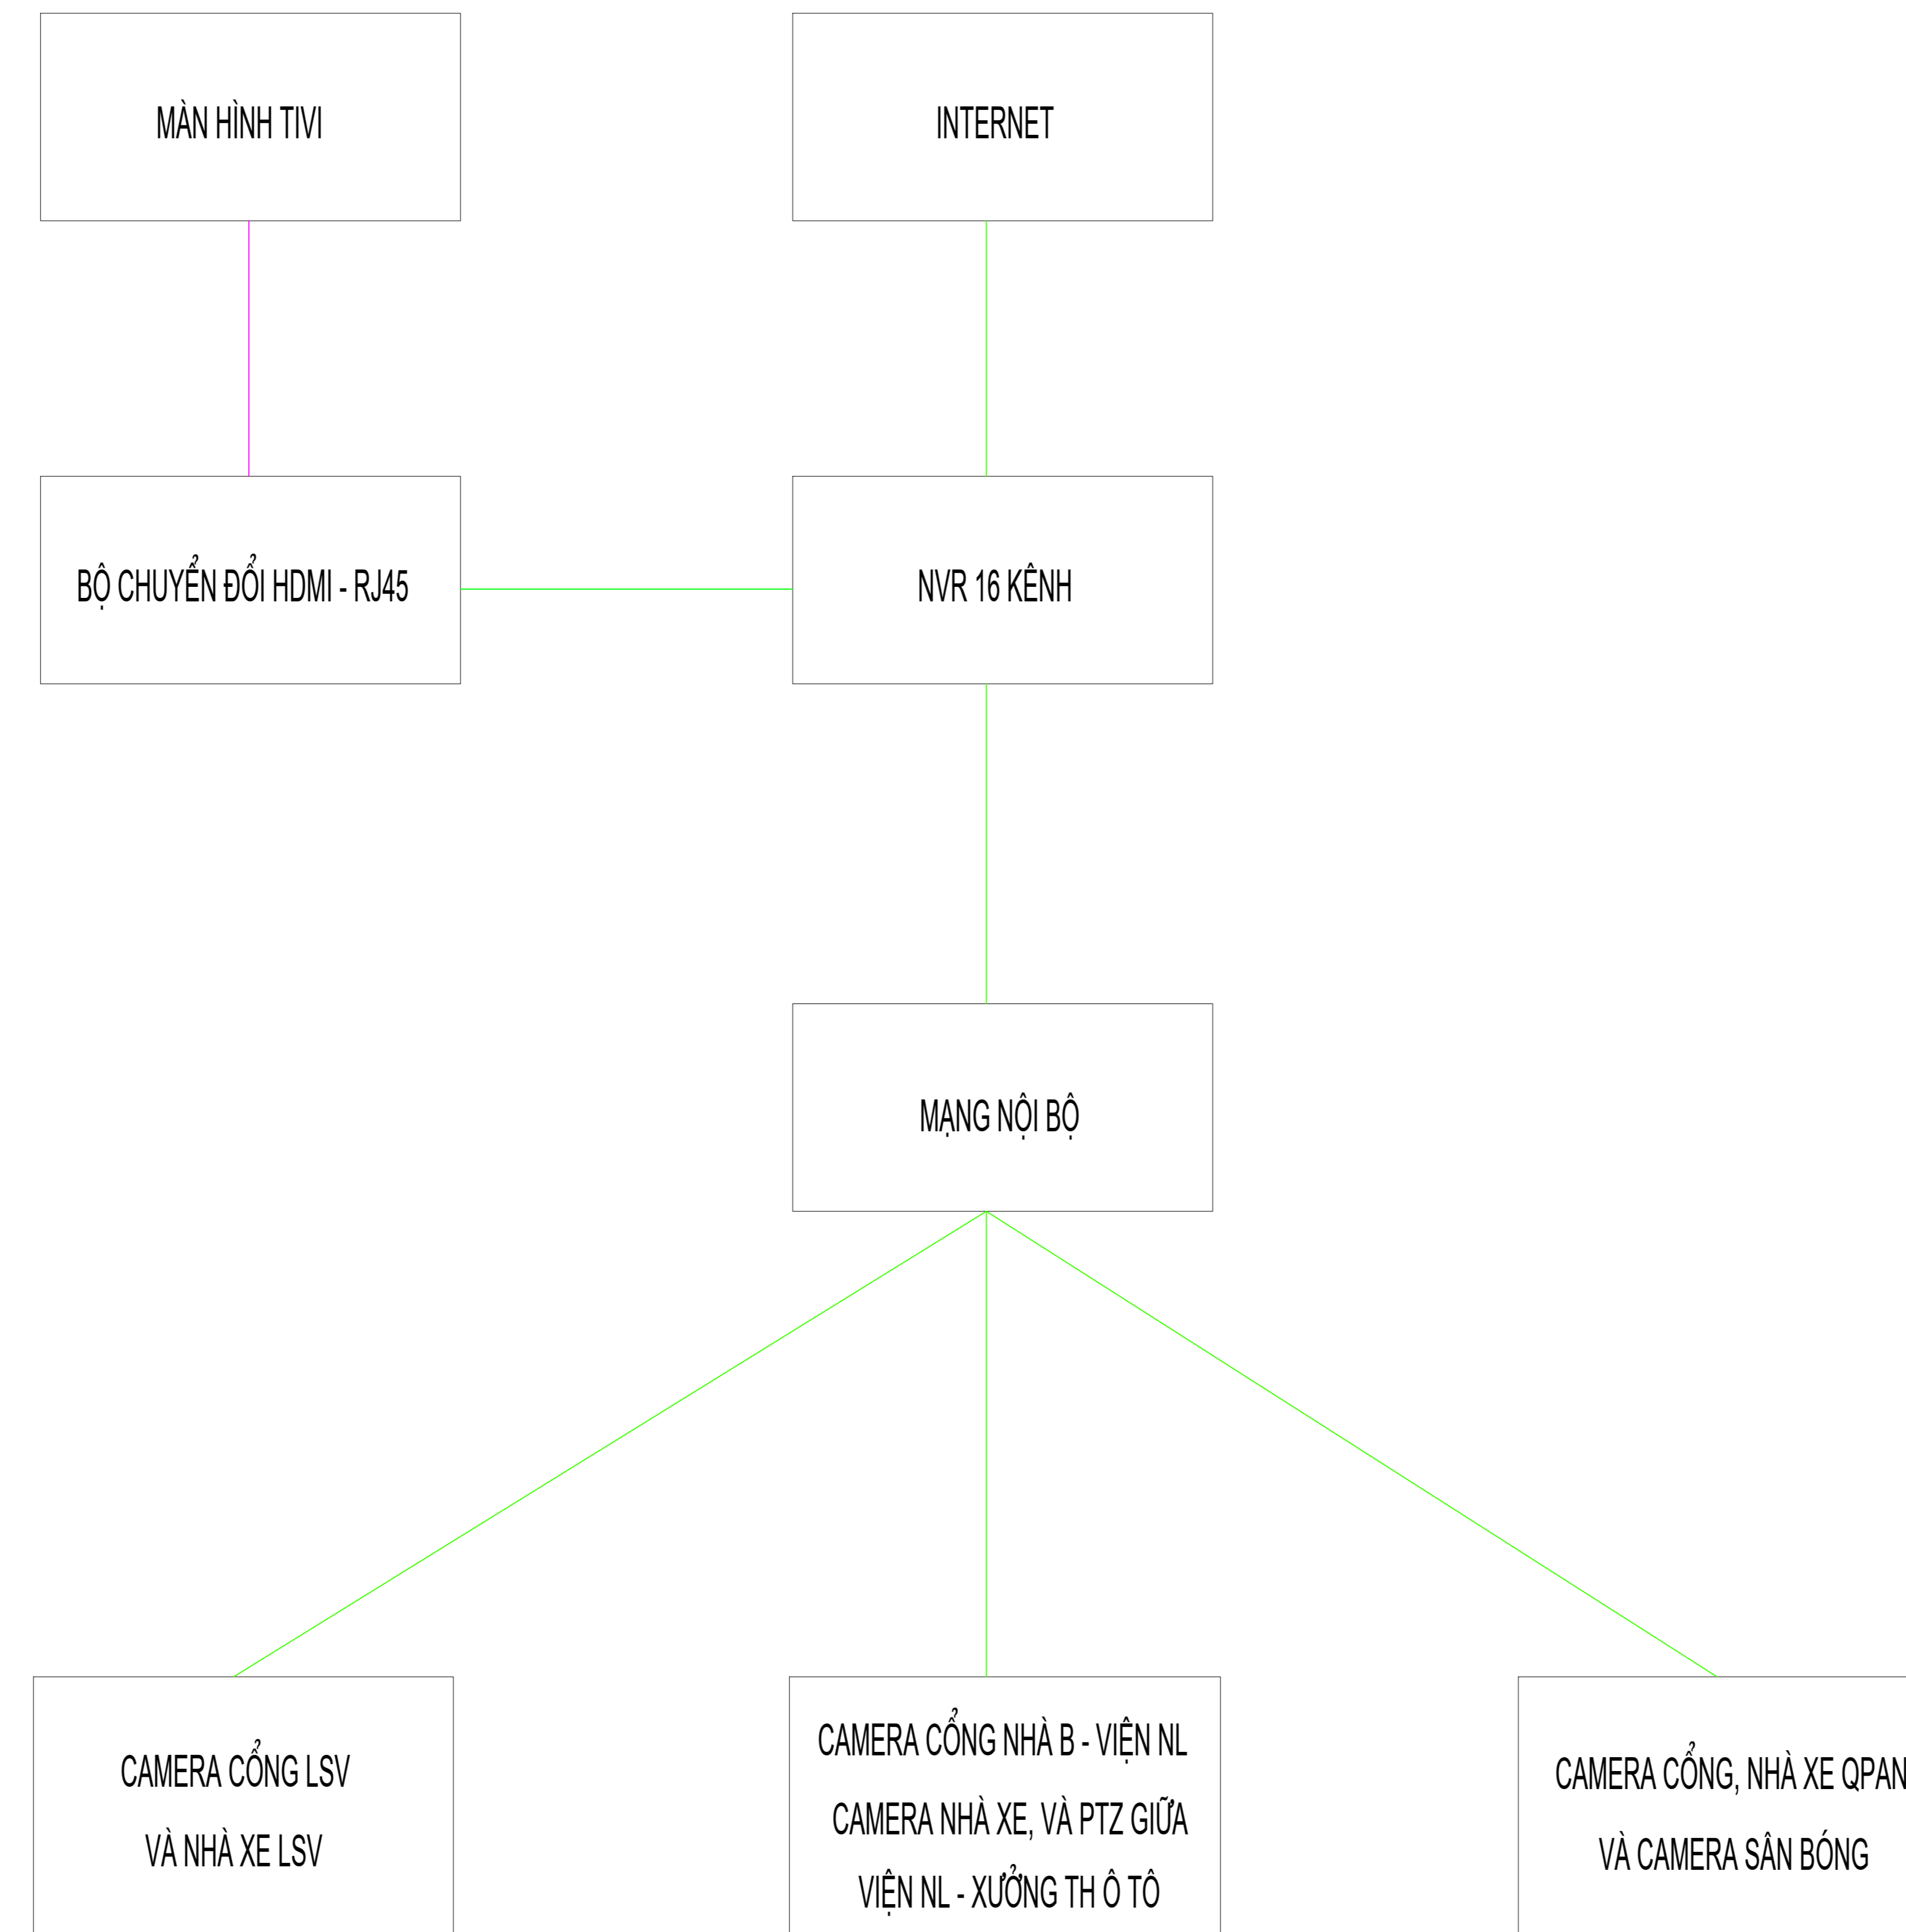 MÀN HÌNH TIVI
INTERNET
BỘ CHUYỂN ĐỔI HDMI - RJ45
NVR 16 KÊNH
MẠNG NỘI BỘ
CAMERA CỔNG LSV
VÀ NHÀ XE LSV
CAMERA CỔNG NHÀ B - VIỆN NL
CAMERA NHÀ XE, VÀ PTZ GIỮA
VIỆN NL - XƯỞNG TH Ô TÔ
CAMERA CỔNG, NHÀ XE QPAN
VÀ CAMERA SÂN BÓNG